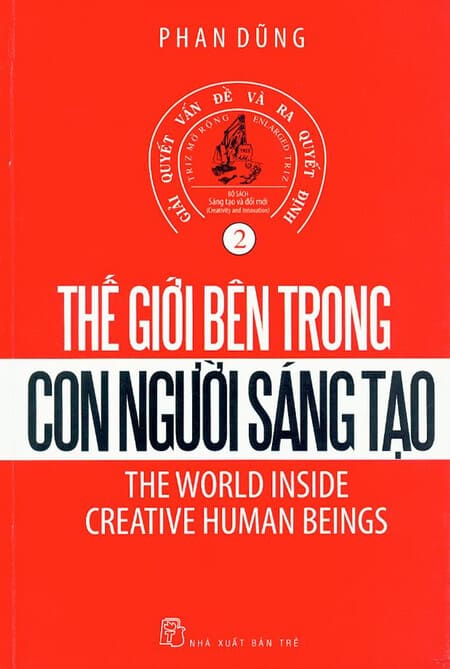 PHAN DŨNG
GIẢI QUYẾT VẤN ĐỀ VÀ RA QUYẾT ĐỊNH
TRIZ MỞ RỘNG
ENLARGED TRIZ
TRIZ
BỘ SÁCH
Sáng tạo và đổi mới
(Creativity and Innovation)
2
THẾ GIỚI BÊN TRONG
CON NGƯỜI SÁNG TẠO
THE WORLD INSIDE
CREATIVE HUMAN BEINGS
NHÀ XUẤT BẢN TRẺ